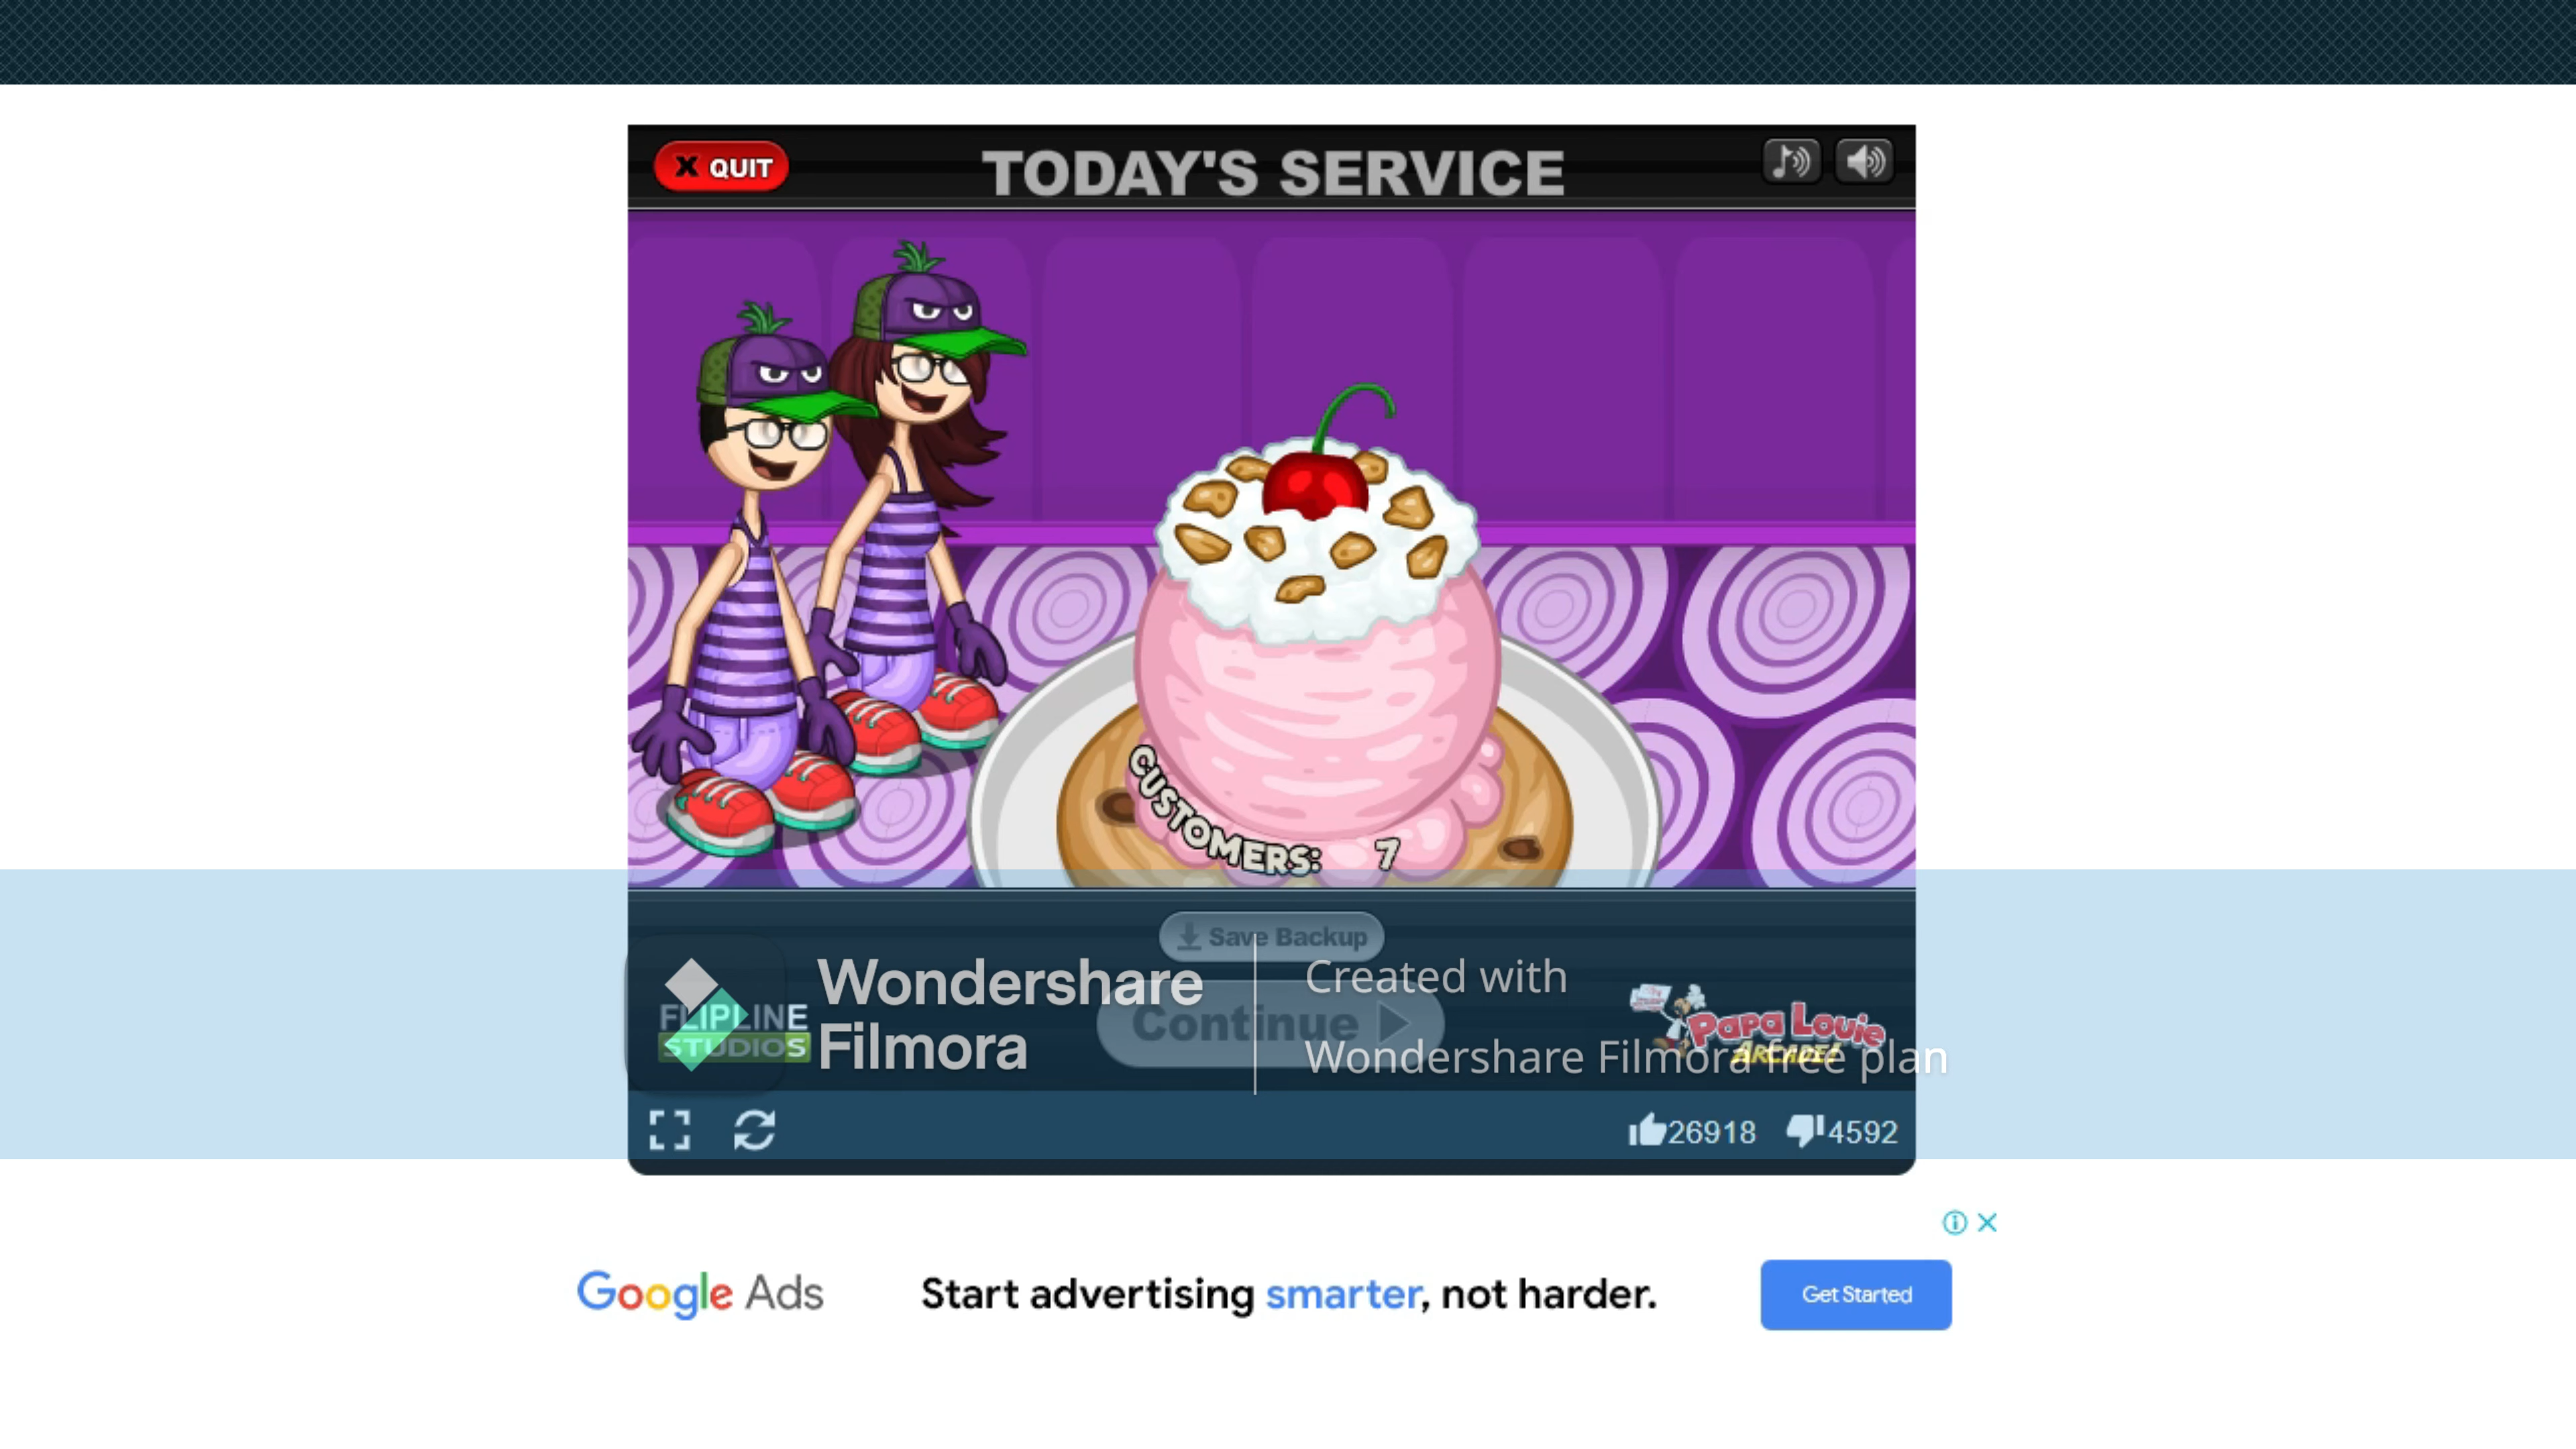 X QUIT
TODAY'S SERVICE
CUSTOMERS: 7
Save Backup
Continue
FLIPLINE
STUDIOS
Wondershare
Filmora
Created with
Wondershare Filmora free plan
Papa Louie
ARCADE!
26918
4592
Google Ads
Start advertising smarter, not harder.
Get Started